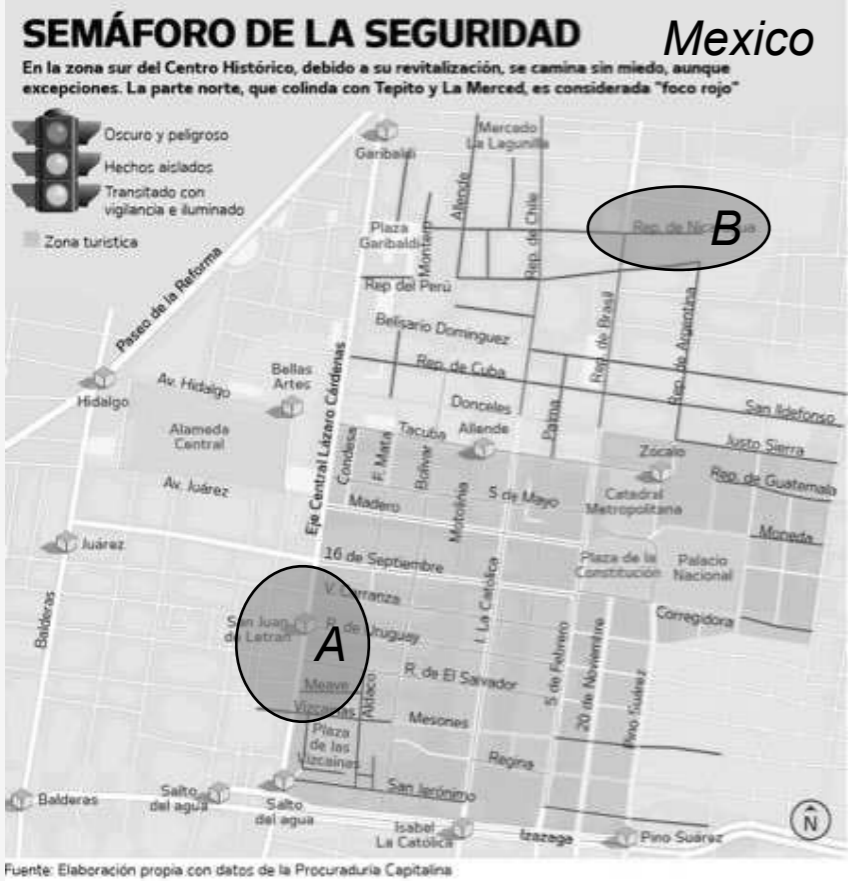 SEMÁFORO DE LA SEGURIDAD
Mexico
En la zona sur del Centro Histórico, debido a su revitalización, se camina sin miedo, aunque
excepciones. La parte norte, que colinda con Tepito y La Merced, es considerada "foco rojo"
Oscuro y peligroso
Hechos aislados
Transitado con
vigilancia e iluminado
Zona turistica
Garibaldi
Mercado
La Lagunilla
Allende
Rep. de Chile
Plaza
Garibaldi
Montero
Rep. de Nicaragua
B
Paseo de la Reforma
Rep del Perú
Rep. de Brasil
Rep. de Argentina
Belisario Dominguez
Rep. de Cuba
Bellas
Artes
Hidalgo
Av. Hidalgo
Eje Central Lázaro Cárdenas
Donceles
Palma
San Ildefonso
Alameda
Central
Condesa
F. Mata
Tacuba
Bolívar
Allende
Justo Sierra
Zócalo
Av. Juárez
Madero
Motolinia
5 de Mayo
Catedral
Metropolitana
Rep. de Guatemala
Moneda
Juárez
16 de Septiembre
Plaza de la
Constitución
Palacio
Nacional
V. Carranza
I. La Católica
Corregidora
San Juan
de Letrán
R. de Uruguay
A
Balderas
R. de El Salvador
5 de Febrero
20 de Noviembre
Pino Suárez
Meave
Aldaco
Vizcaínas
Mesones
Plaza
de las
Vizcaínas
Regina
San Jerónimo
Balderas
Salto
del agua
Salto
del agua
Isabel
La Católica
Izazaga
Pino Suárez
N
Fuente: Elaboración propia con datos de la Procuraduría Capitalina